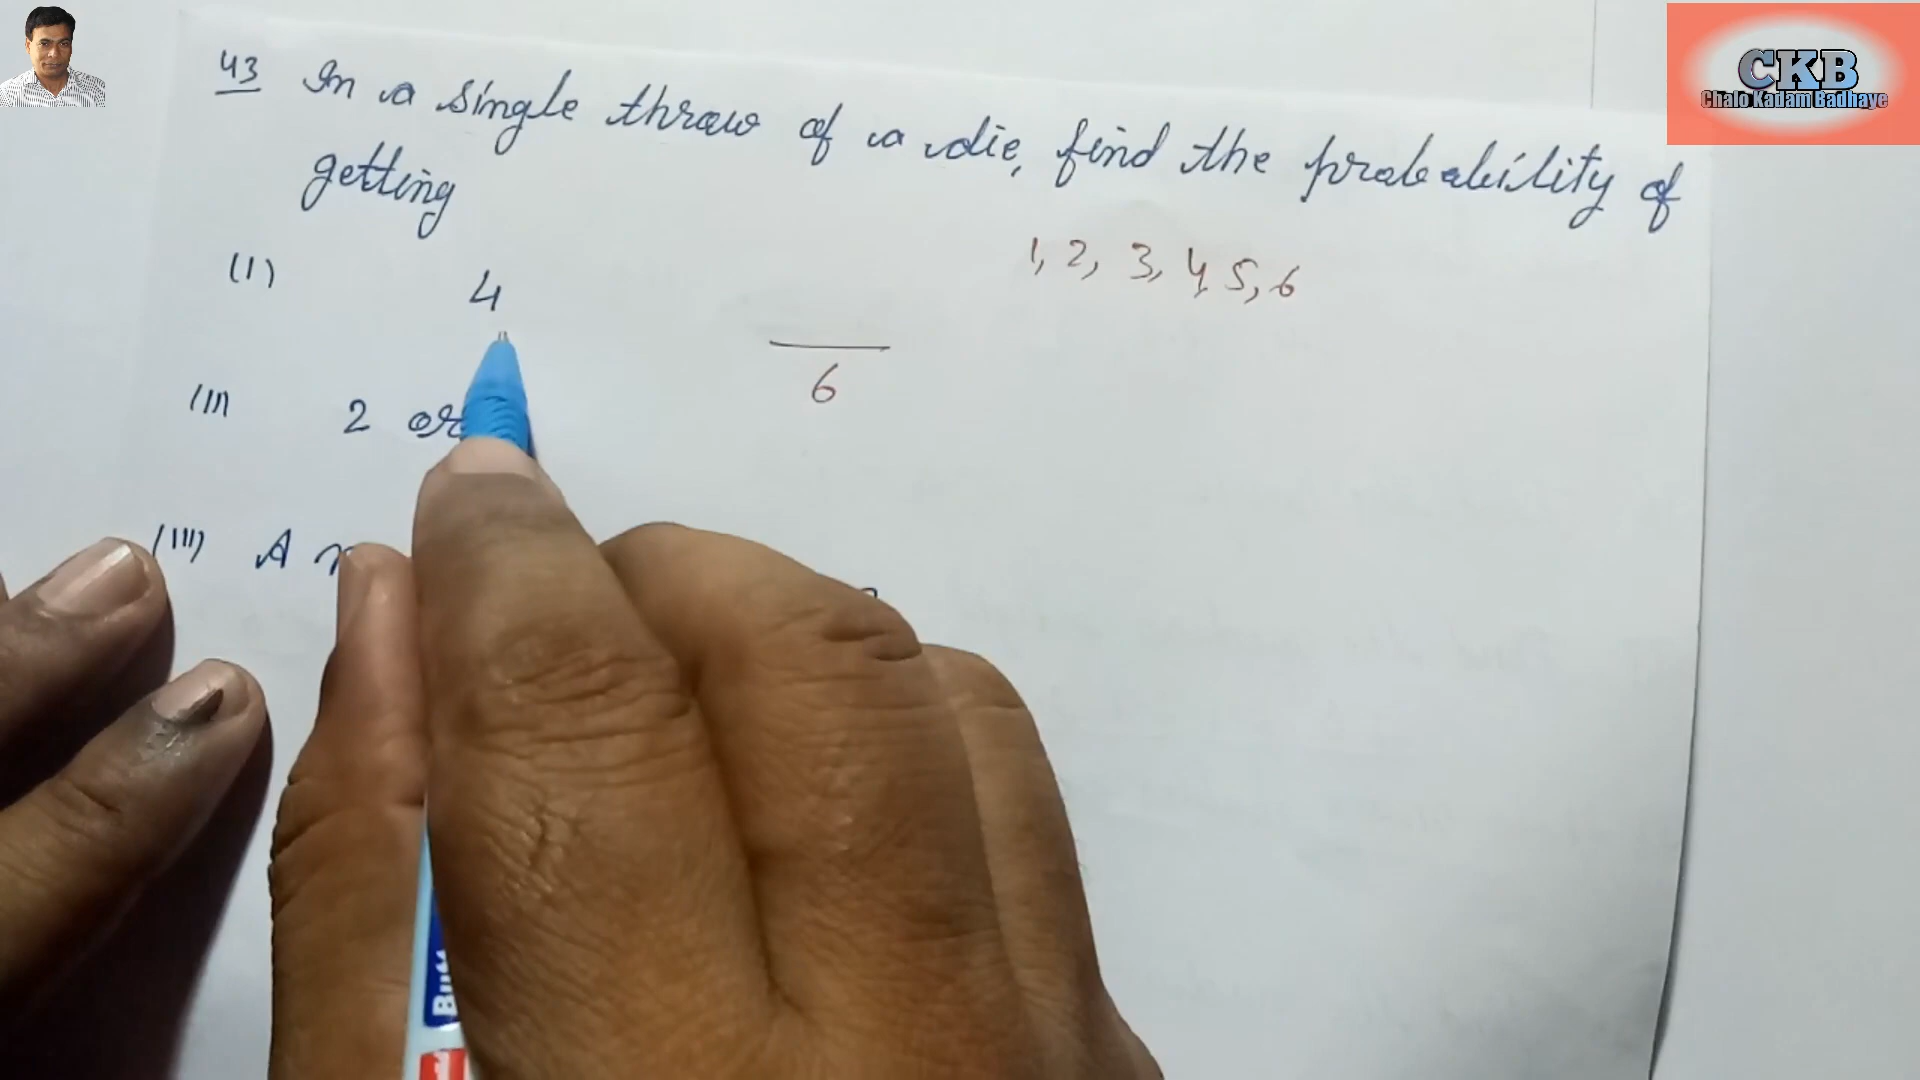 CKB
Chalo Kadam Badhaye
43 In a single throw of a die, find the probability of
getting
1, 2, 3, 4, 5, 6
(I) 4
6
(II) 2 or
(III) A